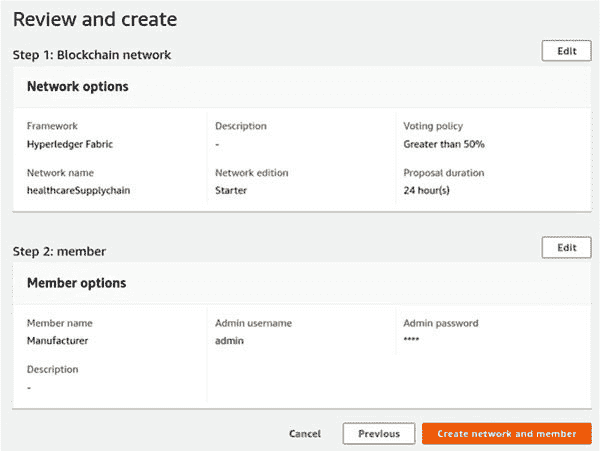 Review and create
Step 1: Blockchain network
Edit
Network options
Framework
Description
Voting policy
Hyperledger Fabric
-
Greater than 50%
Network name
Network edition
Proposal duration
healthcareSupplychain
Starter
24 hour(s)
Step 2: member
Edit
Member options
Member name
Admin username
Admin password
Manufacturer
admin
****
Description
-
Cancel
Previous
Create network and member